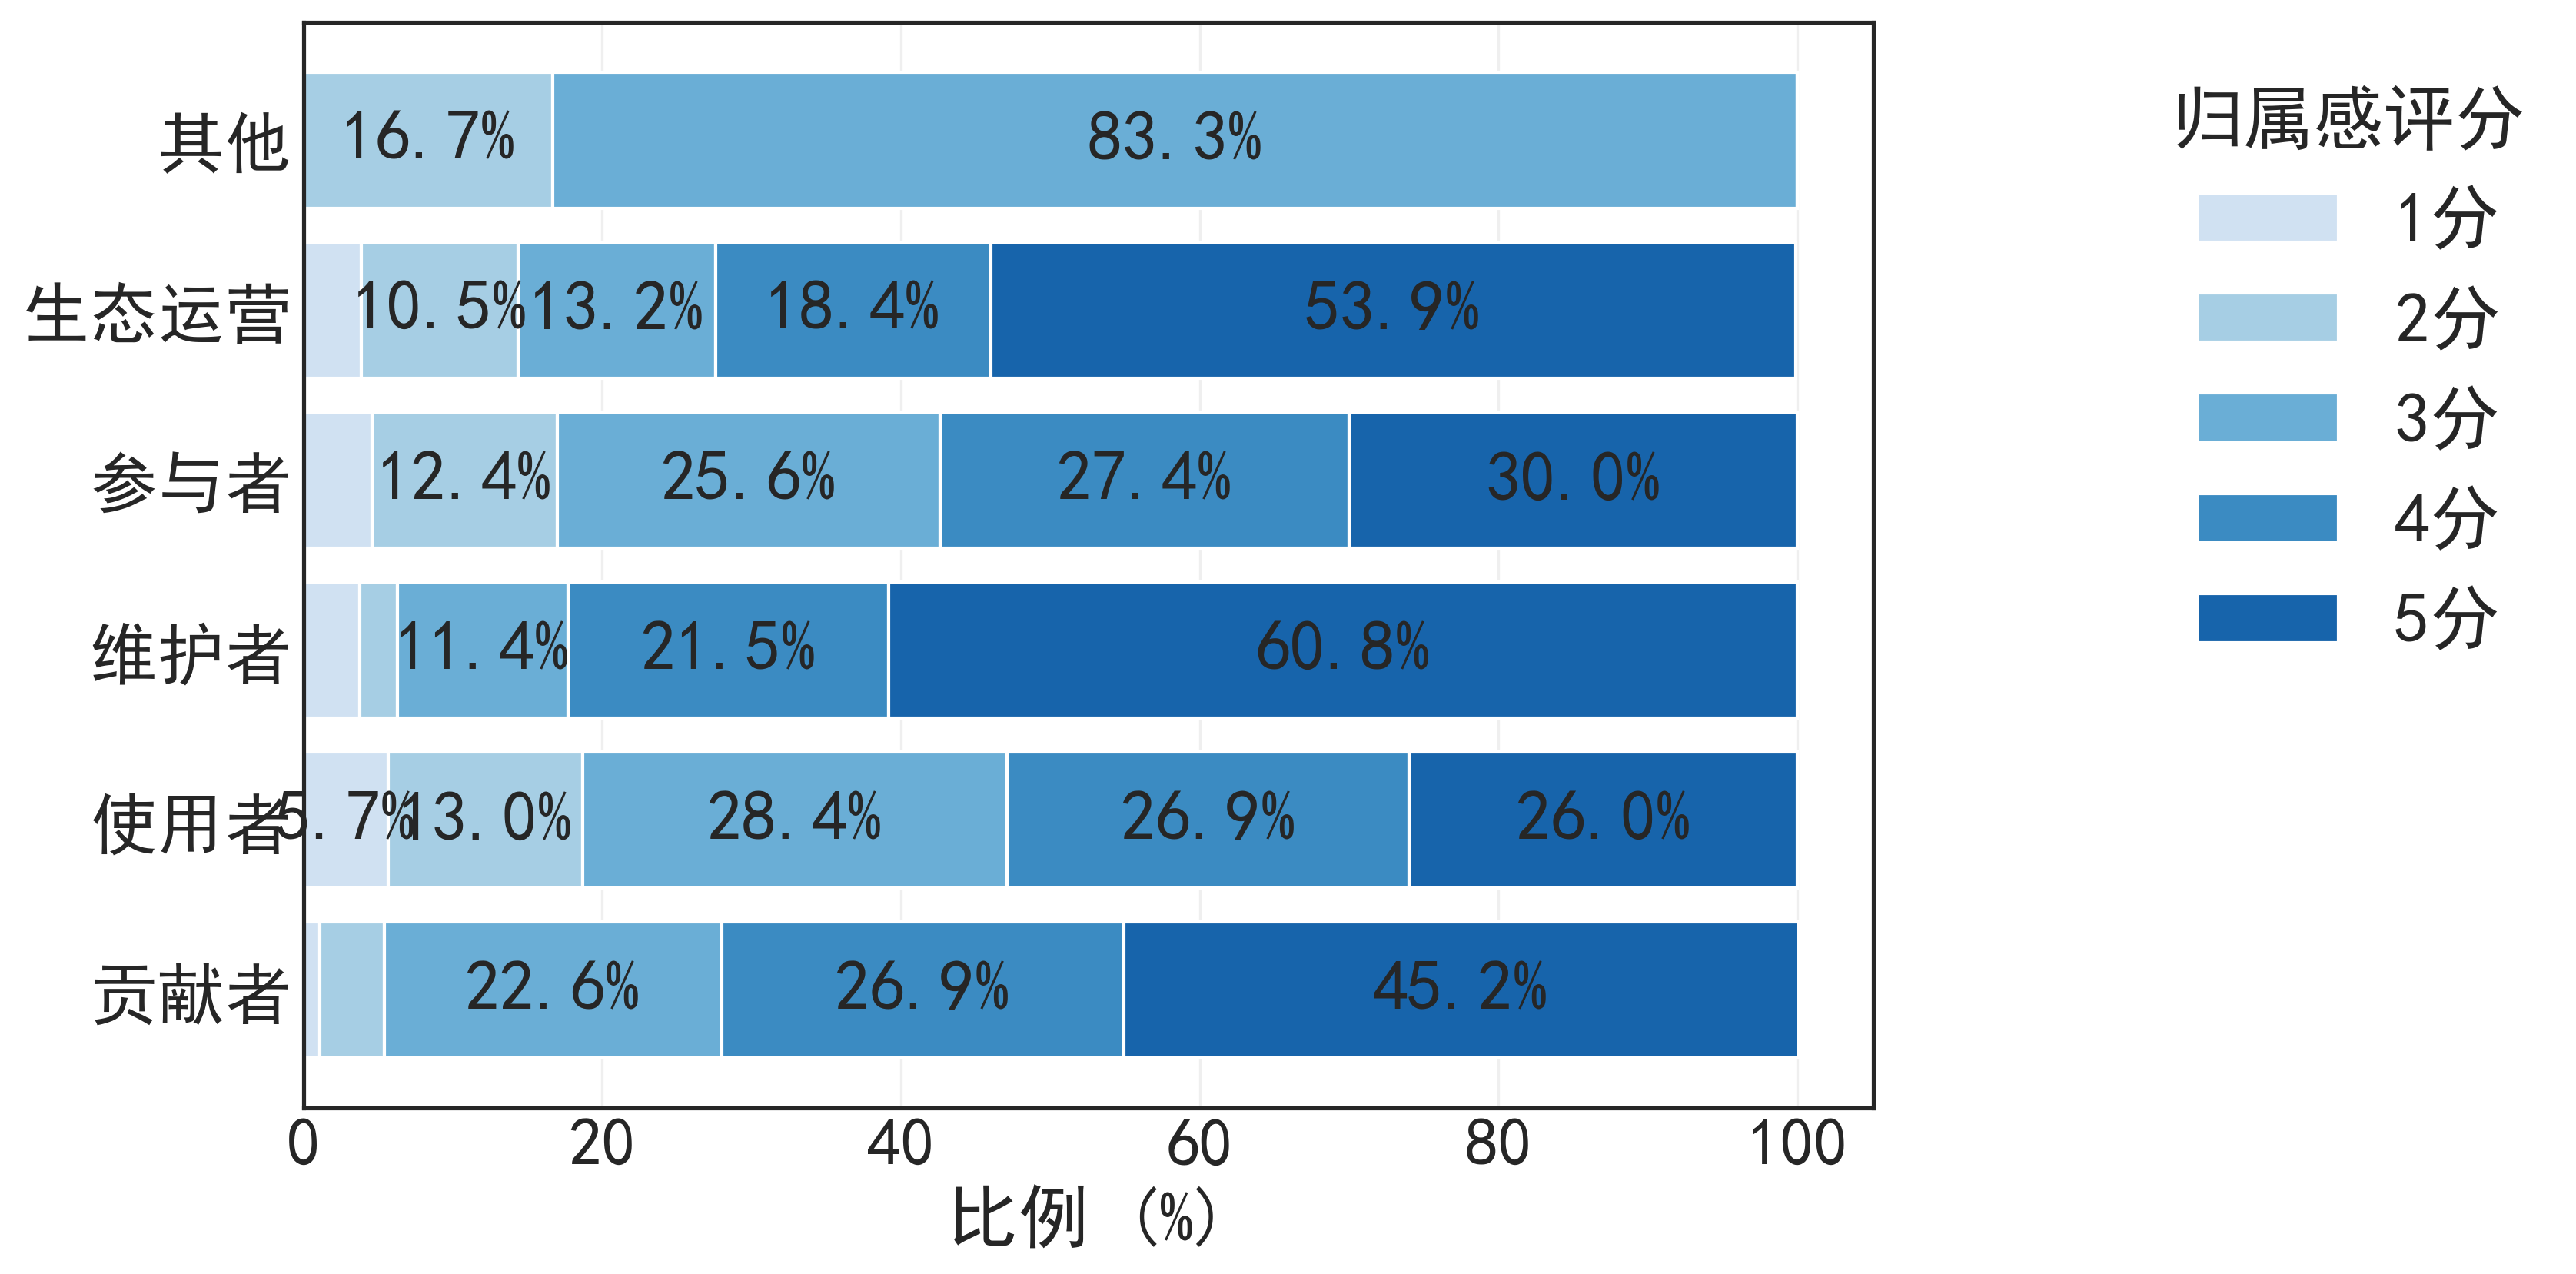 归属感评分
1分
2分
3分
4分
5分
其他 16.7% 83.3%
生态运营 10.5% 13.2% 18.4% 53.9%
参与者 12.4% 25.6% 27.4% 30.0%
维护者 11.4% 21.5% 60.8%
使用者 5.7% 13.0% 28.4% 26.9% 26.0%
贡献者 22.6% 26.9% 45.2%
0 20 40 60 80 100
比例 (%)